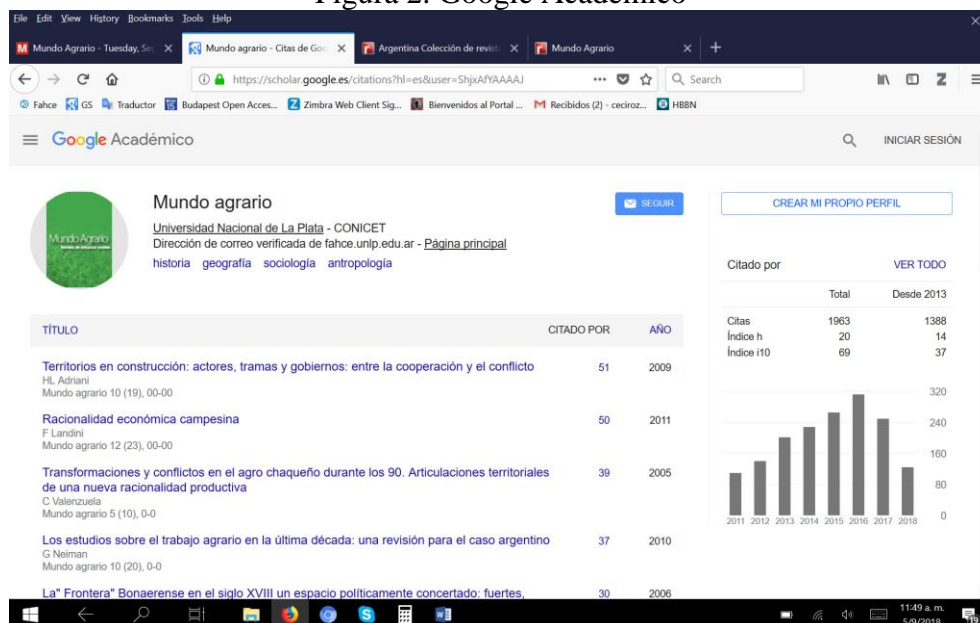 Figura 2. Google Académico
File Edit View History Bookmarks Tools Help
Mundo Agrario - Tuesday, Se
Mundo agrario - Citas de Goo
Argentina Colección de revist
Mundo Agrario
https://scholar.google.es/citations?hl=es&user=ShjxAfYAAAAJ
Search
Fahce GS Traductor Budapest Open Acces... Zimbra Web Client Sig... Bienvenidos al Portal ... Recibidos (2) - ceciroz... HBBN
Google Académico
INICIAR SESIÓN
Mundo Agrario
Mundo agrario
SEGUIR
Universidad Nacional de La Plata - CONICET
Dirección de correo verificada de fahce.unlp.edu.ar - Página principal
historia geografía sociología antropología
TÍTULO CITADO POR AÑO
Territorios en construcción: actores, tramas y gobiernos: entre la cooperación y el conflicto 51 2009
HL Adriani
Mundo agrario 10 (19), 00-00
Racionalidad económica campesina 50 2011
F Landini
Mundo agrario 12 (23), 00-00
Transformaciones y conflictos en el agro chaqueño durante los 90. Articulaciones territoriales 39 2005
de una nueva racionalidad productiva
C Valenzuela
Mundo agrario 5 (10), 0-0
Los estudios sobre el trabajo agrario en la última década: una revisión para el caso argentino 37 2010
G Neiman
Mundo agrario 10 (20), 0-0
La" Frontera" Bonaerense en el siglo XVIII un espacio políticamente concertado: fuertes, 30 2006
CREAR MI PROPIO PERFIL
Citado por VER TODO
Total Desde 2013
Citas 1963 1388
Índice h 20 14
Índice i10 69 37
320
240
160
80
0
2011 2012 2013 2014 2015 2016 2017 2018
11:49 a. m.
5/9/2018